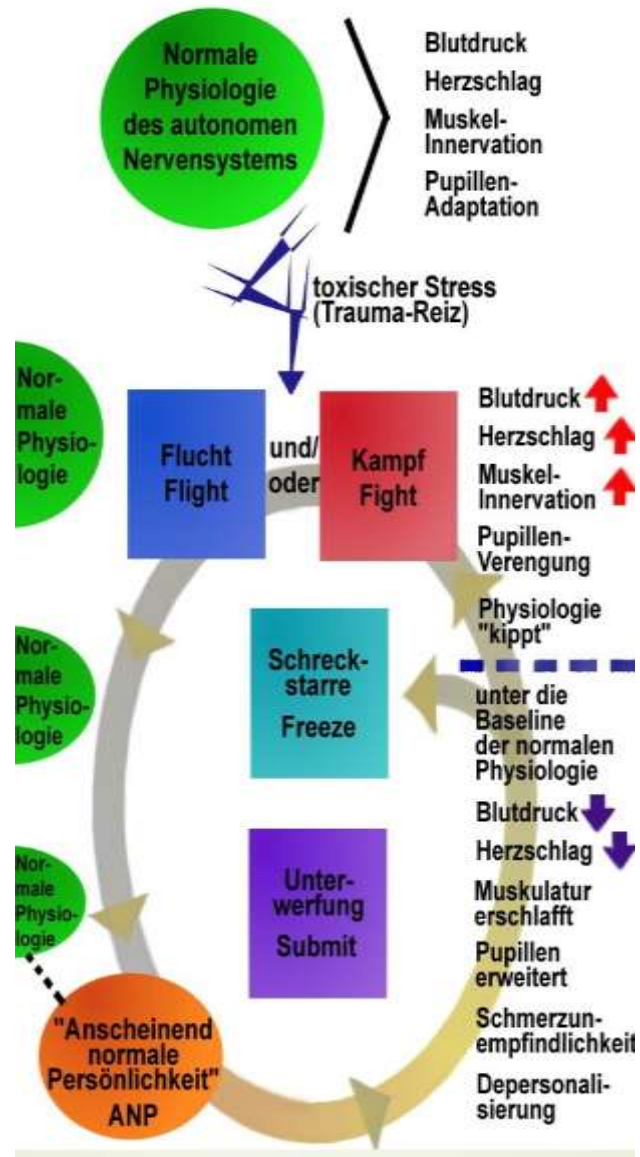 Normale
Physiologie
des autonomen
Nervensystems
Blutdruck
Herzschlag
Muskel-
Innervation
Pupillen-
Adaptation
toxischer Stress
(Trauma-Reiz)
Nor-
male
Physio-
logie
Flucht
Flight
und/
oder
Kampf
Fight
Blutdruck
Herzschlag
Muskel-
Innervation
Pupillen-
Verengung
Physiologie
"kippt"
Nor-
male
Physio-
logie
Schreck-
starre
Freeze
unter die
Baseline
der normalen
Physiologie
Blutdruck
Herzschlag
Muskulatur
erschlafft
Pupillen
erweitert
Schmerzun-
empfindlichkeit
Depersonali-
sierung
Nor-
male
Physio-
logie
Unter-
werfung
Submit
"Anscheinend
normale
Persönlichkeit"
ANP